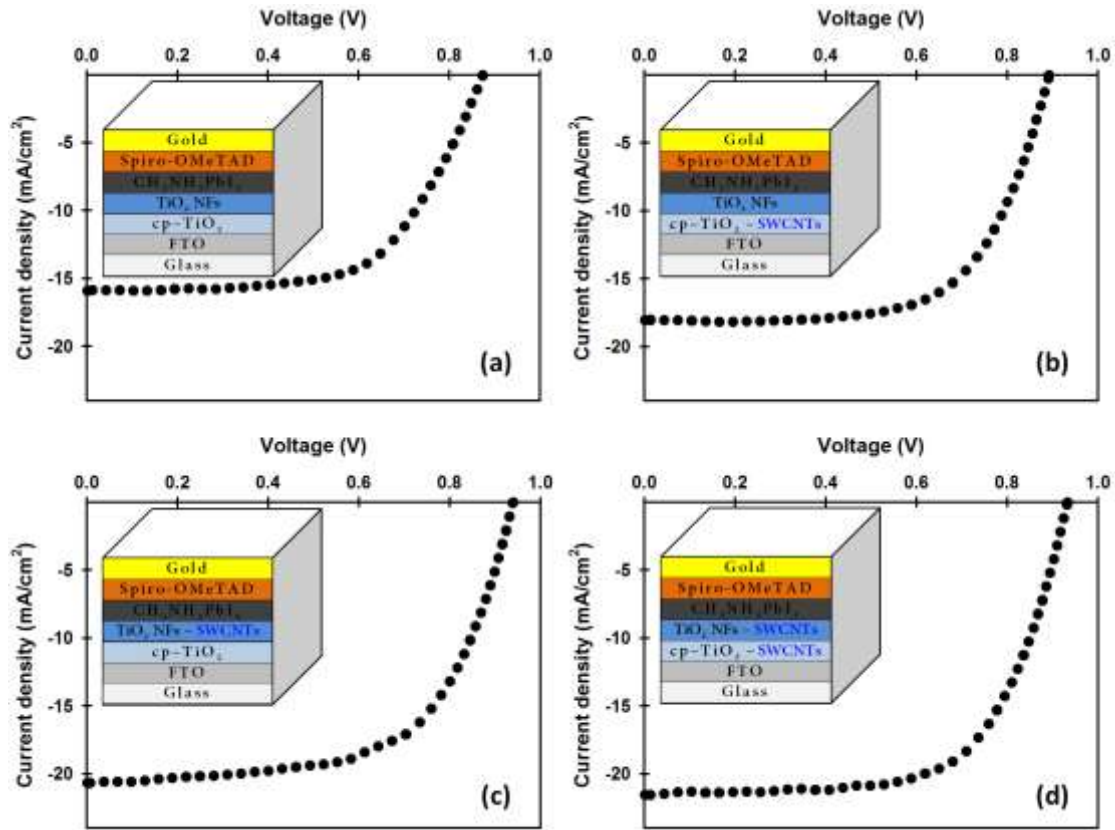 Voltage (V)
0.0 0.2 0.4 0.6 0.8 1.0
Current density (mA/cm²)
-5
-10
-15
-20
Gold
Spiro-OMeTAD
CH₃NH₃PbI₃
TiO₂ NFs
cp-TiO₂
FTO
Glass
(a)
Voltage (V)
0.0 0.2 0.4 0.6 0.8 1.0
Current density (mA/cm²)
-5
-10
-15
-20
Gold
Spiro-OMeTAD
CH₃NH₃PbI₃
TiO₂ NFs
cp-TiO₂ - SWCNTs
FTO
Glass
(b)
Voltage (V)
0.0 0.2 0.4 0.6 0.8 1.0
Current density (mA/cm²)
-5
-10
-15
-20
Gold
Spiro-OMeTAD
CH₃NH₃PbI₃
TiO₂ NFs - SWCNTs
cp-TiO₂
FTO
Glass
(c)
Voltage (V)
0.0 0.2 0.4 0.6 0.8 1.0
Current density (mA/cm²)
-5
-10
-15
-20
Gold
Spiro-OMeTAD
CH₃NH₃PbI₃
TiO₂ NFs - SWCNTs
cp-TiO₂ - SWCNTs
FTO
Glass
(d)